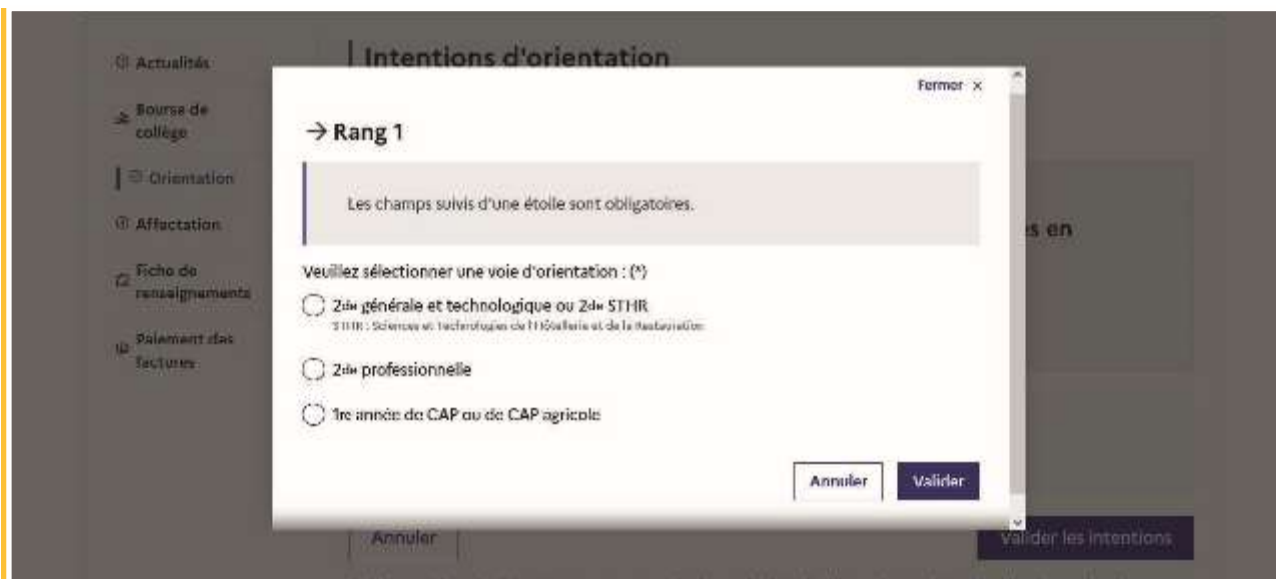 Actualités
Bourse de
collège
Orientation
Affectation
Fiche de
renseignements
Paiement des
factures
Intentions d'orientation
Fermer ×
→ Rang 1
Les champs suivis d'une étoile sont obligatoires.
Veuillez sélectionner une voie d'orientation : (*)
2de générale et technologique ou 2de STHR
STHR : Sciences et Technologies de l'Hôtellerie et de la Restauration
2de professionnelle
1re année de CAP ou de CAP agricole
Annuler
Valider
s en
Annuler
Valider les intentions